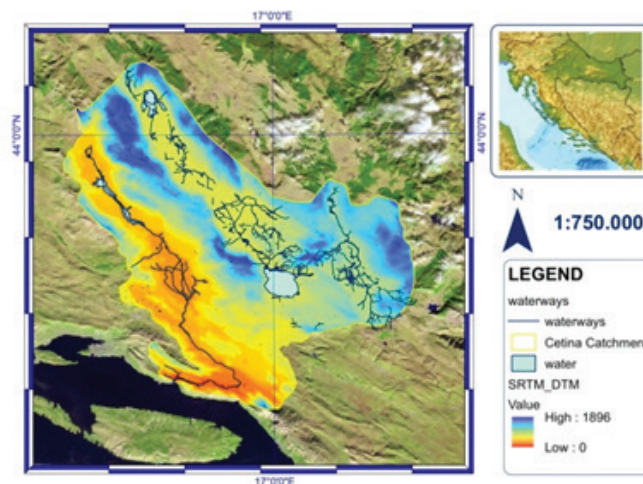 17°0'0"E
44°0'0"N
44°0'0"N
17°0'0"E
N
1:750.000
LEGEND
waterways
waterways
Cetina Catchmen
water
SRTM_DTM
Value
High : 1896
Low : 0